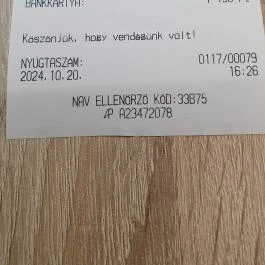 BANKKÁRTYA:
Köszönjük, hogy vendégünk volt!
NYUGTASZÁM: 0117/00079
2024.10.20. 16:26
NAV ELLENŐRZŐ KÓD:33B75
AP A23472078